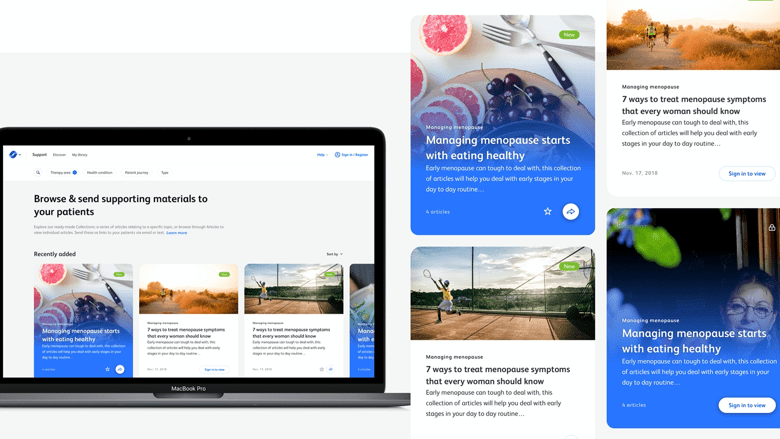 Support
Discover
My library
Help
Sign in / Register
Therapy area
Health condition
Patient journey
Type
Browse & send supporting materials to
your patients
Explore our ready made Collections; a series of articles relating to a specific topic, or browse through Articles to
view individual articles. Send these as links to your patients via email or text. Learn more
Recently added
Sort by
New
Managing menopause
Managing menopause starts
with eating healthy
Early menopause can tough to deal with, this
collection of articles will help you deal with early
stages in your day to day routine...
4 articles
New
Managing menopause
7 ways to treat menopause symptoms
that every woman should know
Early menopause can tough to deal with, this
collection of articles will help you deal with early
stages in your day to day...
Nov. 17, 2018
Sign in to view
New
Managing menopause
7 ways to treat menopause symptoms
that every woman should know
Early menopause can tough to deal with, this
collection of articles will help you deal with early
stages in your day to day...
Nov. 17, 2018
MacBook Pro
New
Managing menopause
Managing menopause starts
with eating healthy
Early menopause can tough to deal with, this collection
of articles will help you deal with early stages in your
day to day routine...
4 articles
New
Managing menopause
7 ways to treat menopause symptoms
that every woman should know
Early menopause can tough to deal with, this
collection of articles will help you deal with early
stages in your day to day routine...
Managing menopause
7 ways to treat menopause symptoms
that every woman should know
Early menopause can tough to deal with, this
collection of articles will help you deal with early
stages in your day to day routine...
Nov. 17, 2018
Sign in to view
Managing menopause
Managing menopause starts
with eating healthy
Early menopause can tough to deal with, this collection
of articles will help you deal with early stages in your
day to day routine...
4 articles
Sign in to view